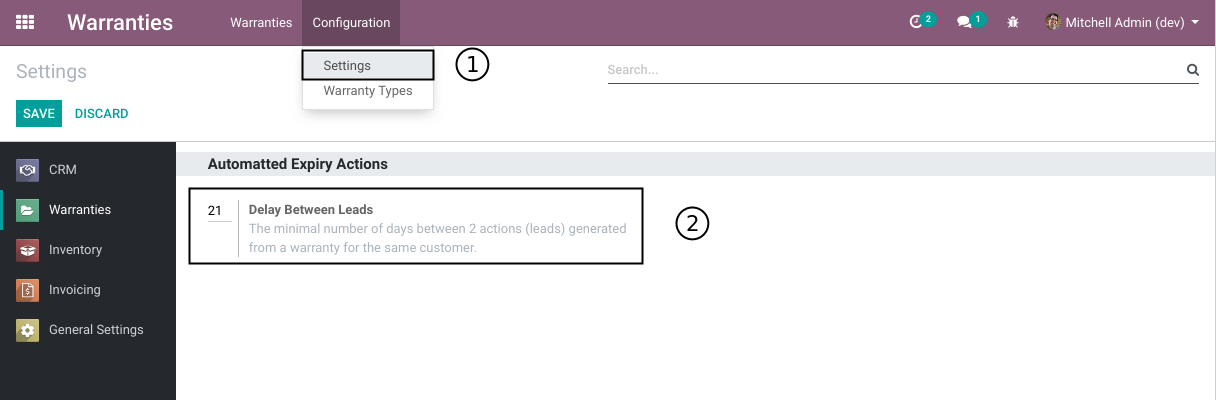 Warranties Warranties Configuration 2 1 Mitchell Admin (dev)
Settings 1
Settings Search...
Warranty Types
SAVE DISCARD
CRM
Automatted Expiry Actions
Warranties
21 Delay Between Leads
The minimal number of days between 2 actions (leads) generated
from a warranty for the same customer.
2
Inventory
Invoicing
General Settings